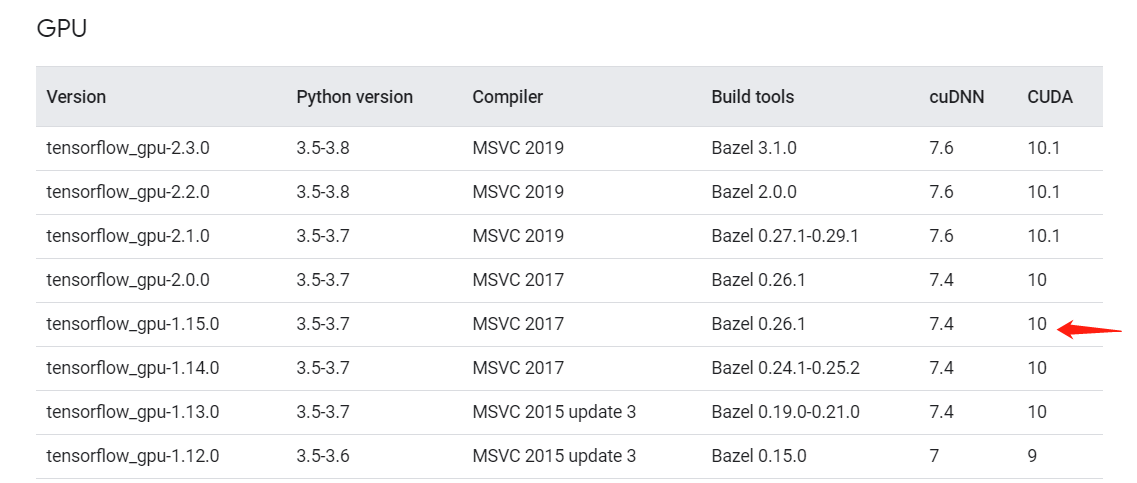 GPU
Version Python version Compiler Build tools cuDNN CUDA
tensorflow_gpu-2.3.0 3.5-3.8 MSVC 2019 Bazel 3.1.0 7.6 10.1
tensorflow_gpu-2.2.0 3.5-3.8 MSVC 2019 Bazel 2.0.0 7.6 10.1
tensorflow_gpu-2.1.0 3.5-3.7 MSVC 2019 Bazel 0.27.1-0.29.1 7.6 10.1
tensorflow_gpu-2.0.0 3.5-3.7 MSVC 2017 Bazel 0.26.1 7.4 10
tensorflow_gpu-1.15.0 3.5-3.7 MSVC 2017 Bazel 0.26.1 7.4 10
tensorflow_gpu-1.14.0 3.5-3.7 MSVC 2017 Bazel 0.24.1-0.25.2 7.4 10
tensorflow_gpu-1.13.0 3.5-3.7 MSVC 2015 update 3 Bazel 0.19.0-0.21.0 7.4 10
tensorflow_gpu-1.12.0 3.5-3.6 MSVC 2015 update 3 Bazel 0.15.0 7 9